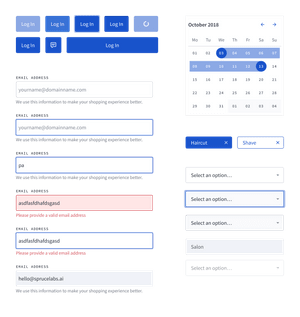 Log In
Log In
Log In
Log In
Log In
Log In
EMAIL ADDRESS
yourname@domainname.com
We use this information to make your shopping experience better.
EMAIL ADDRESS
yourname@domainname.com
We use this information to make your shopping experience better.
EMAIL ADDRESS
pa
We use this information to make your shopping experience better.
EMAIL ADDRESS
asdfasfdhafdsgasd
Please provide a valid email address.
EMAIL ADDRESS
asdfasfdhafdsgasd
Please provide a valid email address.
EMAIL ADDRESS
hello@sprucelabs.ai
We use this information to make your shopping experience better.
October 2018
Mo Tu We Th Fr Sa Su
01 02 03 04 05 06 07
08 09 10 11 12 13 14
15 16 17 18 19 20 21
22 23 24 25 26 27 28
29 30 31
Haircut
Shave
Select an option…
Select an option…
Select an option…
Salon
Select an option…